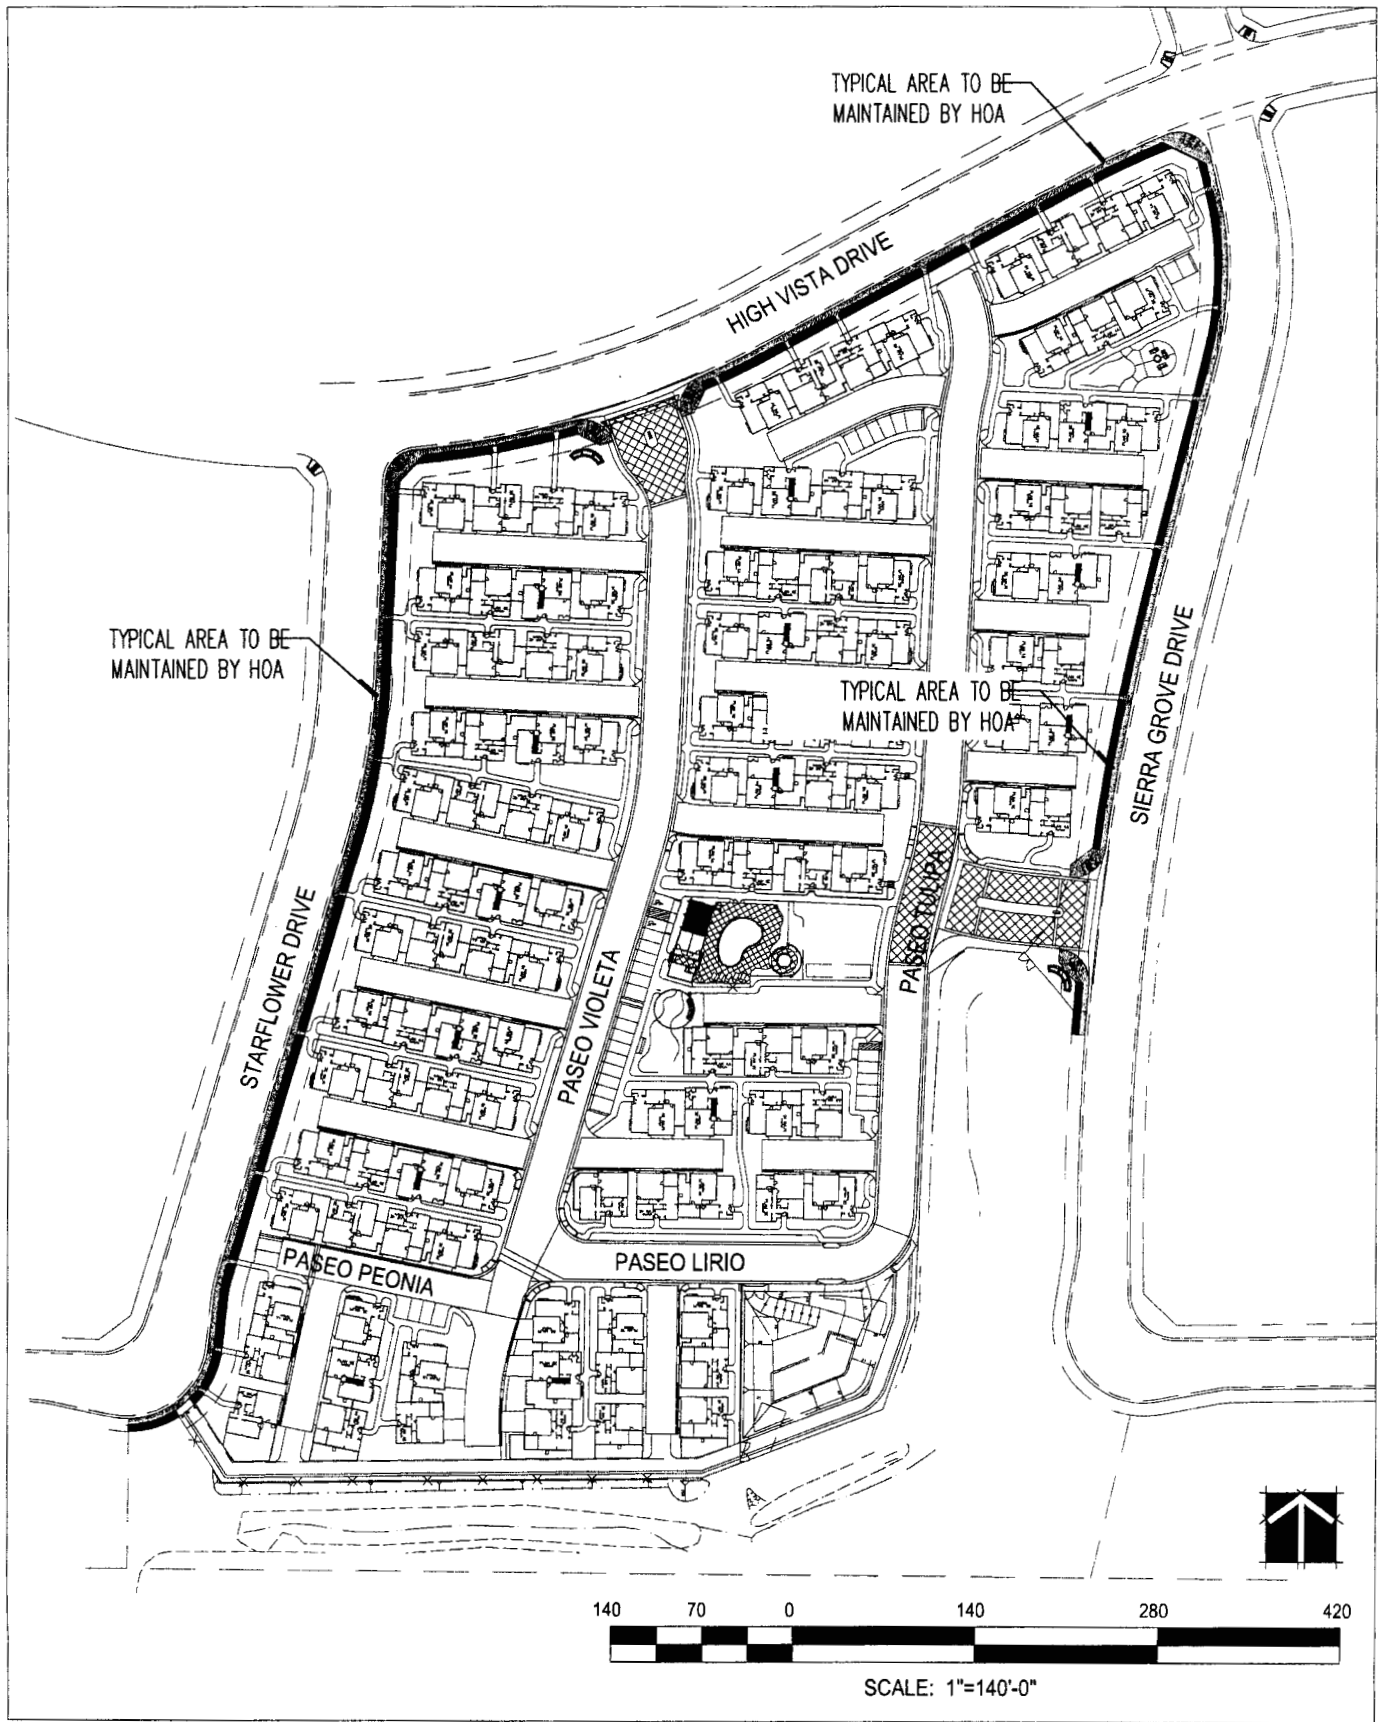 TYPICAL AREA TO BE
MAINTAINED BY HOA
HIGH VISTA DRIVE
TYPICAL AREA TO BE
MAINTAINED BY HOA
TYPICAL AREA TO BE
MAINTAINED BY HOA
SIERRA GROVE DRIVE
STARFLOWER DRIVE
PASEO VIOLETA
PASEO TULIPA
PASEO PEONIA
PASEO LIRIO
140 70 0 140 280 420
SCALE: 1"=140'-0"